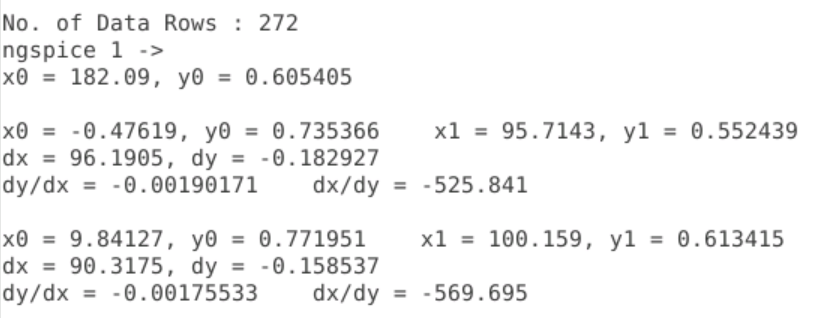 No. of Data Rows : 272
ngspice 1 ->
x0 = 182.09, y0 = 0.605405
x0 = -0.47619, y0 = 0.735366    x1 = 95.7143, y1 = 0.552439
dx = 96.1905, dy = -0.182927
dy/dx = -0.00190171    dx/dy = -525.841
x0 = 9.84127, y0 = 0.771951    x1 = 100.159, y1 = 0.613415
dx = 90.3175, dy = -0.158537
dy/dx = -0.00175533    dx/dy = -569.695